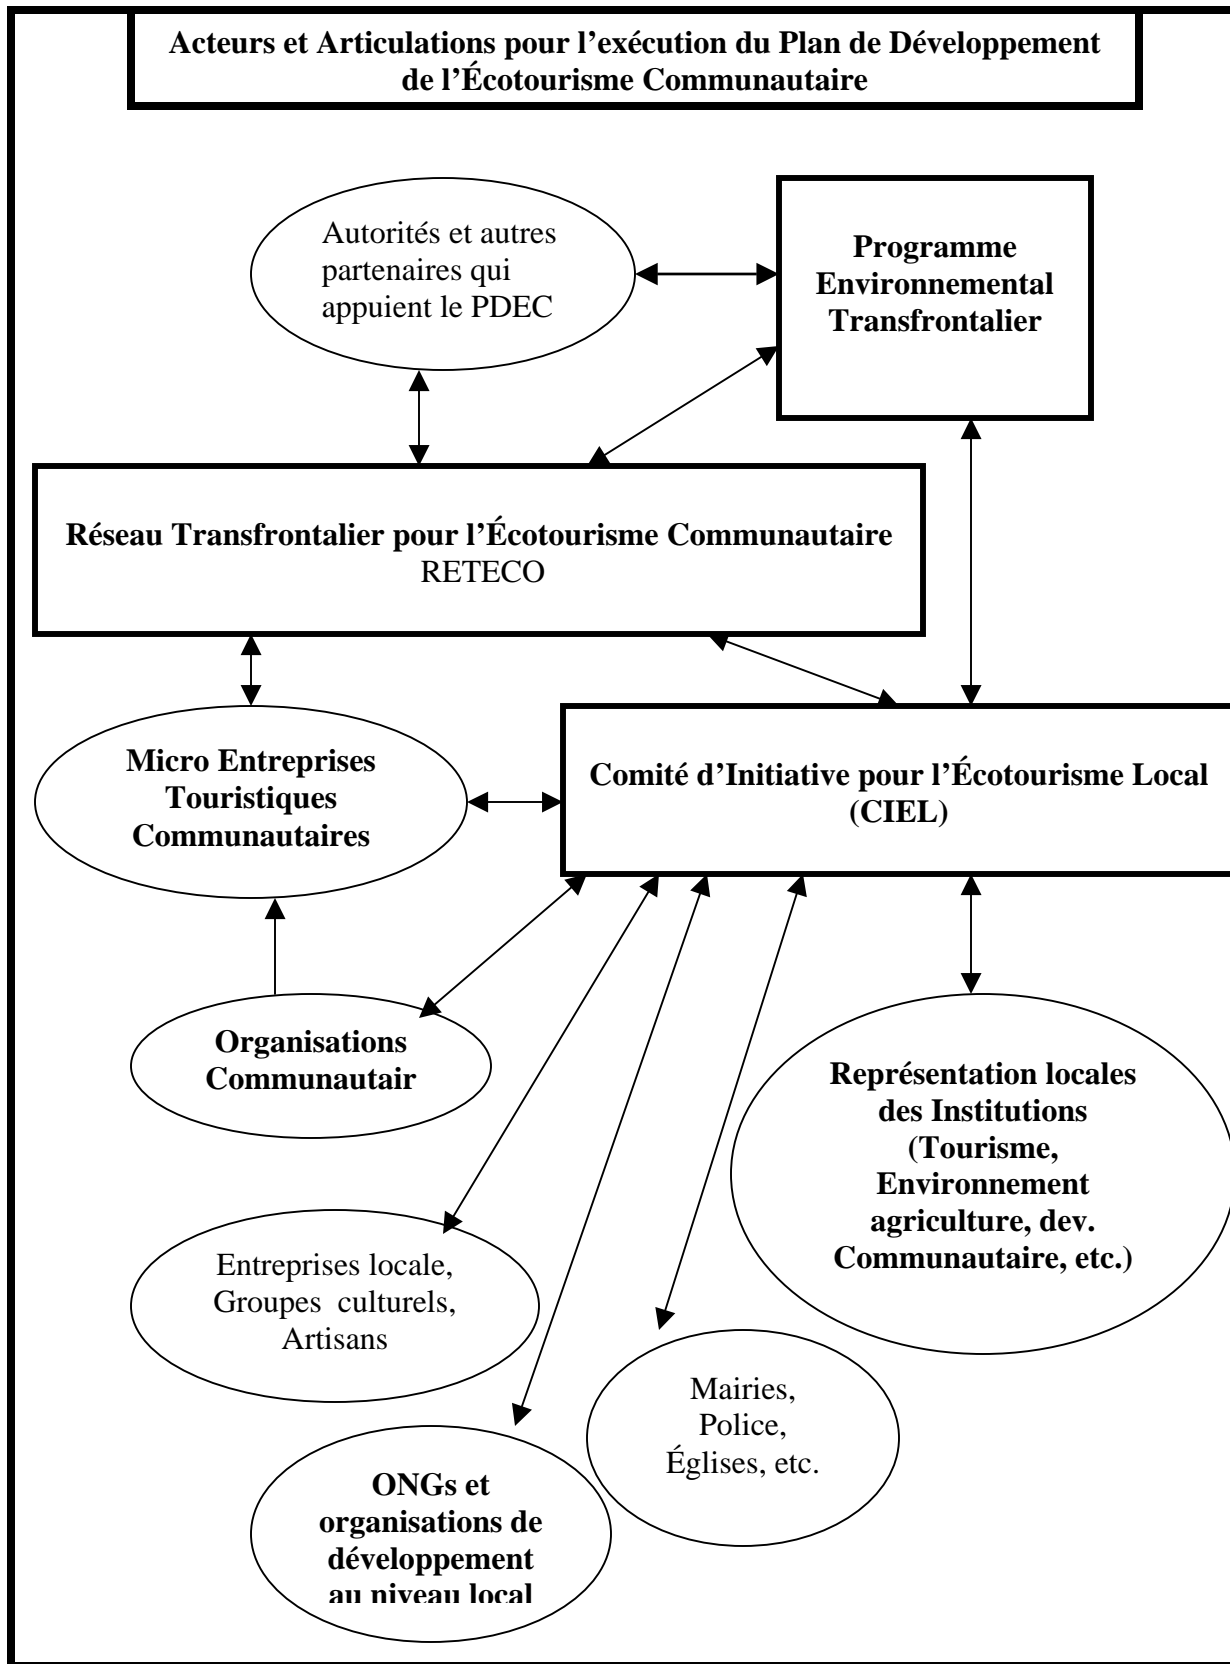 Acteurs et Articulations pour l’exécution du Plan de Développement
de l’Écotourisme Communautaire
Autorités et autres
partenaires qui
appuient le PDEC
Programme
Environnemental
Transfrontalier
Réseau Transfrontalier pour l’Écotourisme Communautaire
RETECO
Micro Entreprises
Touristiques
Communautaires
Comité d’Initiative pour l’Écotourisme Local
(CIEL)
Organisations
Communautair
Représentation locales
des Institutions
(Tourisme,
Environnement
agriculture, dev.
Communautaire, etc.)
Entreprises locale,
Groupes culturels,
Artisans
Mairies,
Police,
Églises, etc.
ONGs et
organisations de
développement
au niveau local